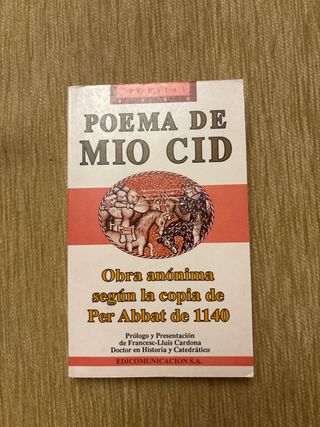 POESIA
POEMA DE
MIO CID
Obra anónima
según la copia de
Per Abbat de 1140
Prólogo y Presentación
de Francesc-Lluís Cardona
Doctor en Historia y Catedrático
EDICOMUNICACION S.A.